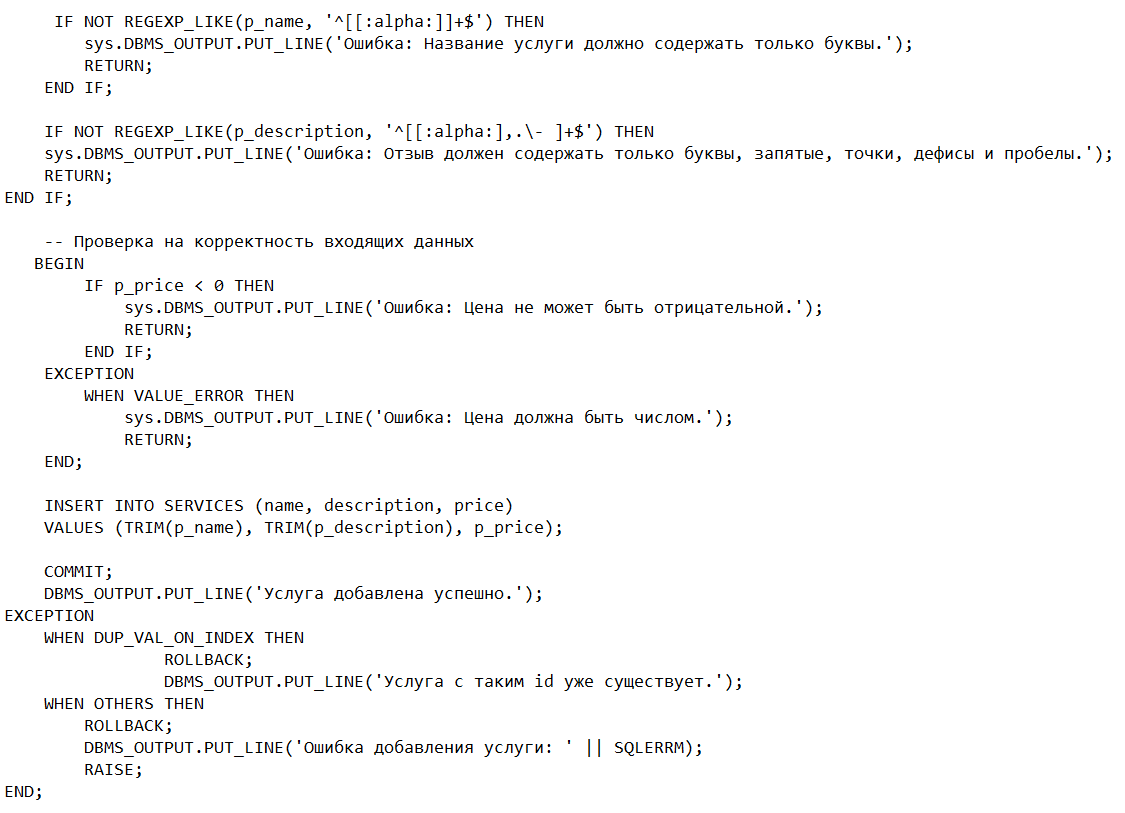 IF NOT REGEXP_LIKE(p_name, '^[[:alpha:]]+$') THEN
sys.DBMS_OUTPUT.PUT_LINE('Ошибка: Название услуги должно содержать только буквы.');
RETURN;
END IF;
IF NOT REGEXP_LIKE(p_description, '^[[:alpha:],.\- ]+$') THEN
sys.DBMS_OUTPUT.PUT_LINE('Ошибка: Отзыв должен содержать только буквы, запятые, точки, дефисы и пробелы.');
RETURN;
END IF;
-- Проверка на корректность входящих данных
BEGIN
IF p_price < 0 THEN
sys.DBMS_OUTPUT.PUT_LINE('Ошибка: Цена не может быть отрицательной.');
RETURN;
END IF;
EXCEPTION
WHEN VALUE_ERROR THEN
sys.DBMS_OUTPUT.PUT_LINE('Ошибка: Цена должна быть числом.');
RETURN;
END;
INSERT INTO SERVICES (name, description, price)
VALUES (TRIM(p_name), TRIM(p_description), p_price);
COMMIT;
DBMS_OUTPUT.PUT_LINE('Услуга добавлена успешно.');
EXCEPTION
WHEN DUP_VAL_ON_INDEX THEN
ROLLBACK;
DBMS_OUTPUT.PUT_LINE('Услуга с таким id уже существует.');
WHEN OTHERS THEN
ROLLBACK;
DBMS_OUTPUT.PUT_LINE('Ошибка добавления услуги: ' || SQLERRM);
RAISE;
END;